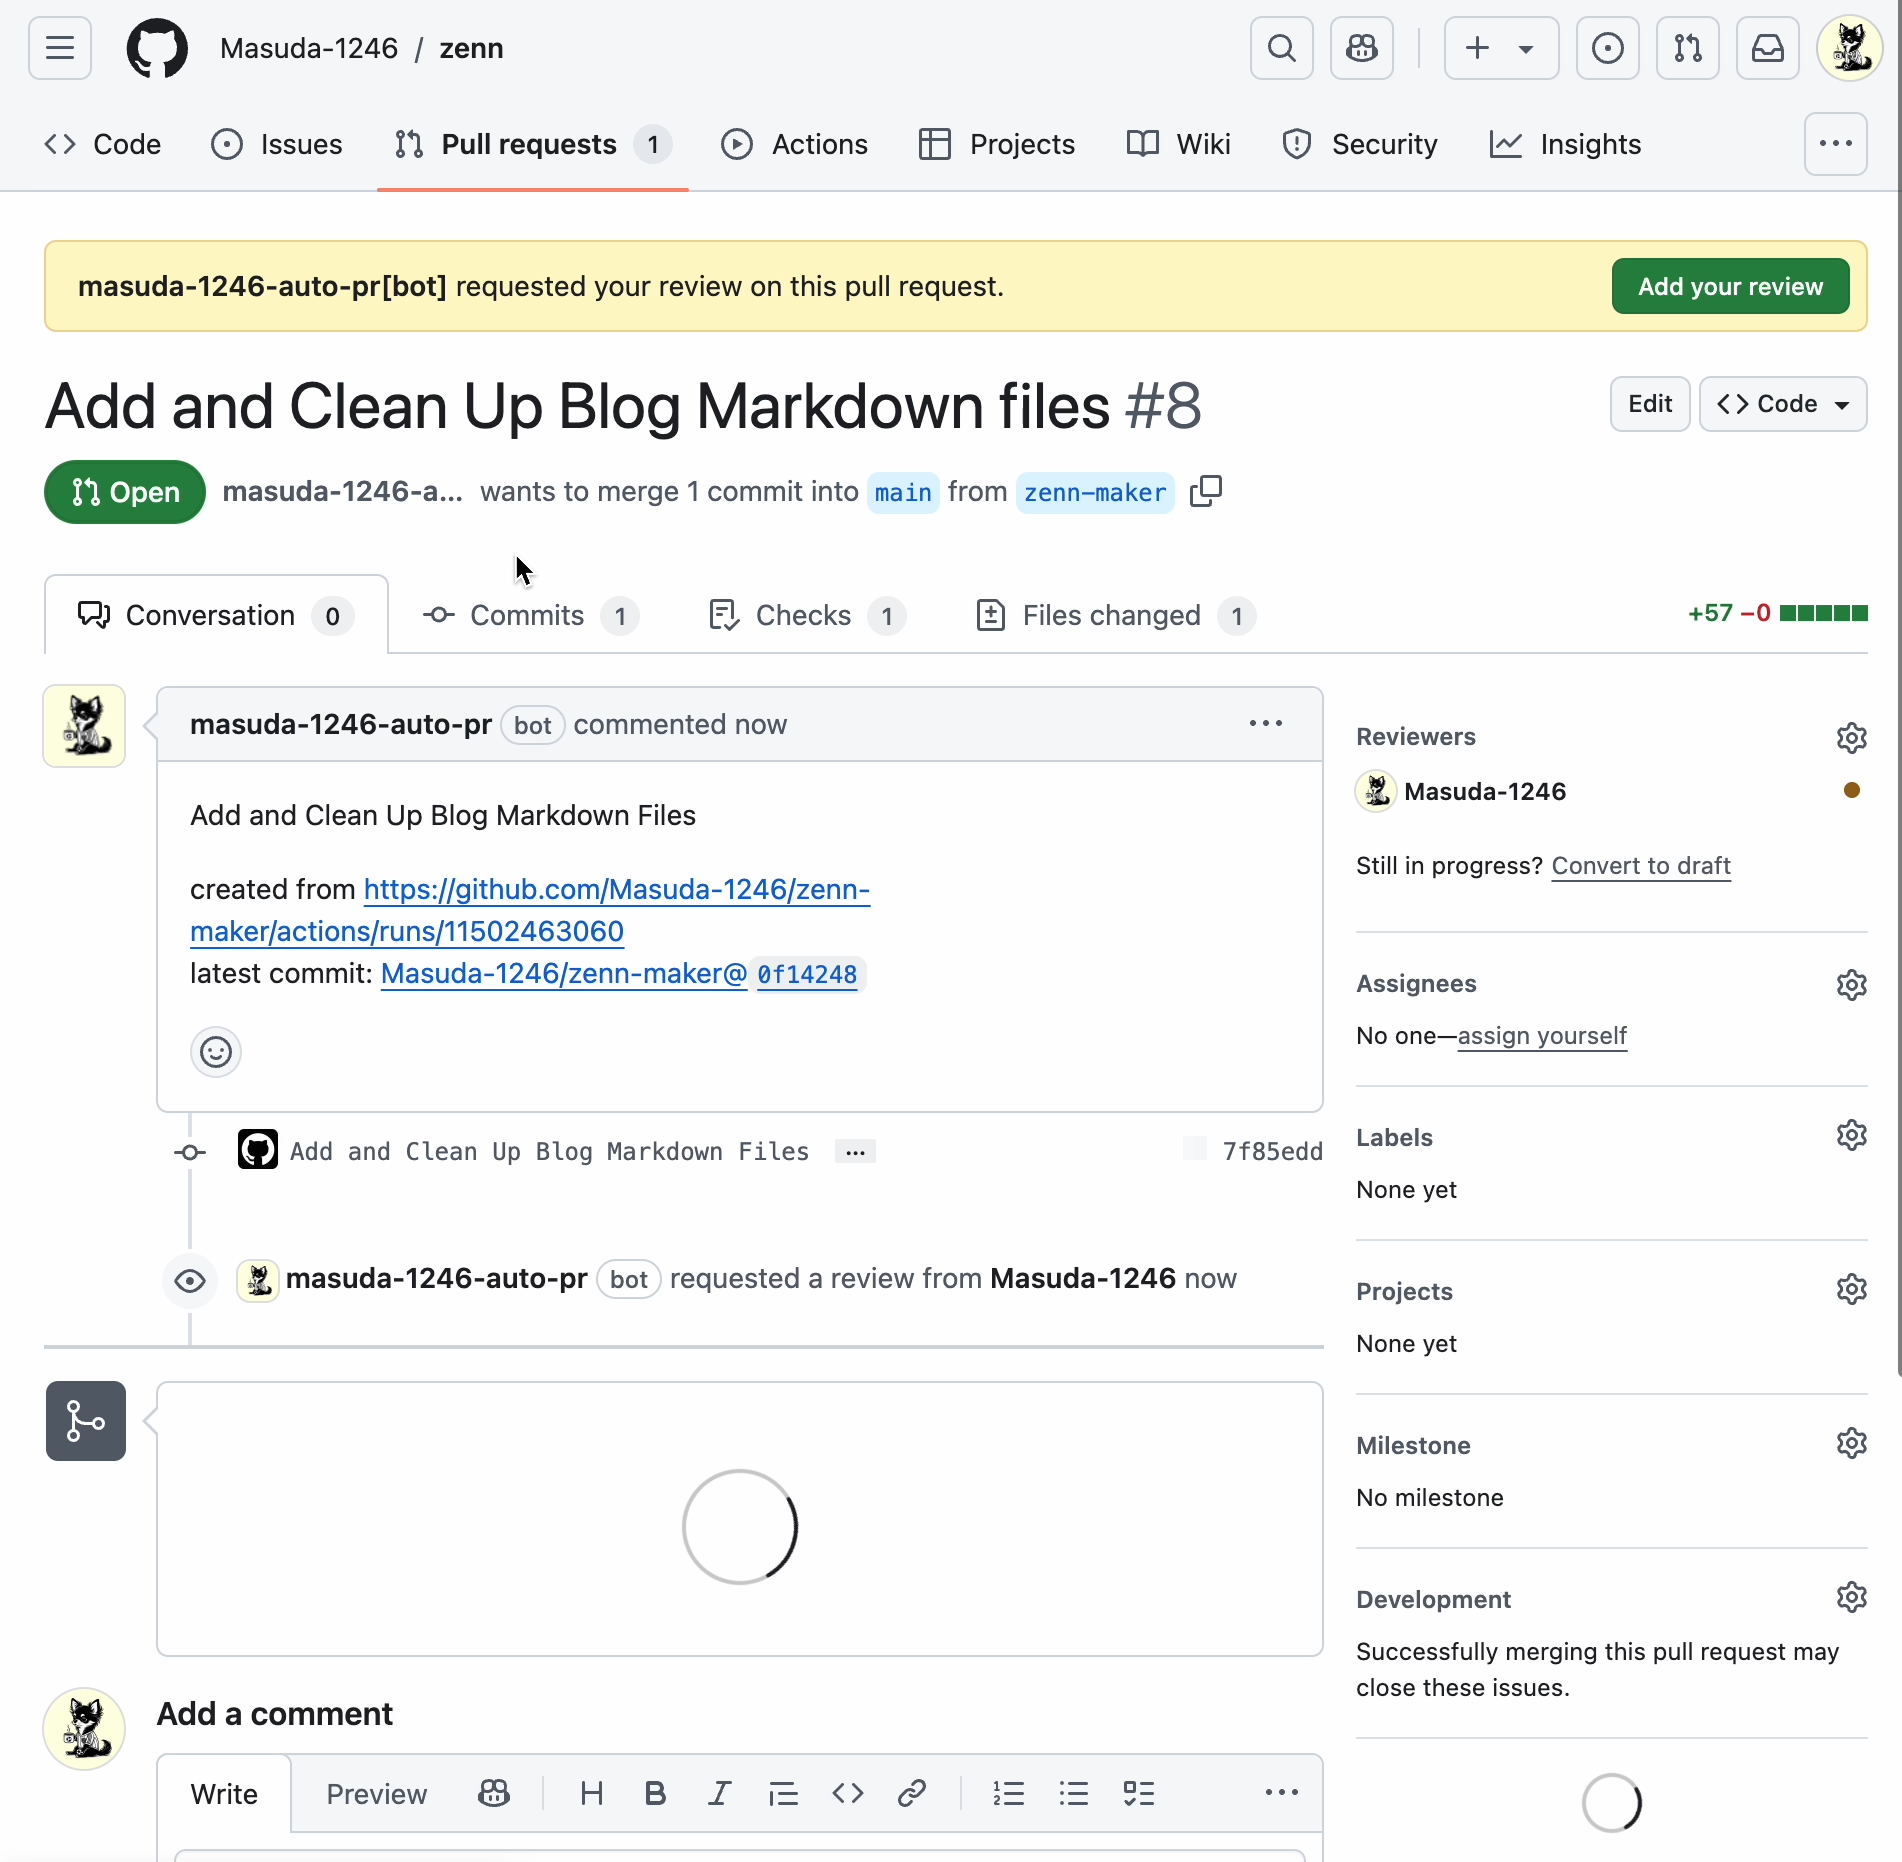 Masuda-1246 / zenn
Code Issues Pull requests 1 Actions Projects Wiki Security Insights
masuda-1246-auto-pr[bot] requested your review on this pull request.
Add your review
Add and Clean Up Blog Markdown files #8
Edit Code
Open masuda-1246-a... wants to merge 1 commit into main from zenn-maker
Conversation 0 Commits 1 Checks 1 Files changed 1
+57 −0
masuda-1246-auto-pr bot commented now
Add and Clean Up Blog Markdown Files
created from https://github.com/Masuda-1246/zenn-
maker/actions/runs/11502463060
latest commit: Masuda-1246/zenn-maker@0f14248
Add and Clean Up Blog Markdown Files ... 7f85edd
masuda-1246-auto-pr bot requested a review from Masuda-1246 now
Reviewers
Masuda-1246
Still in progress? Convert to draft
Assignees
No one—assign yourself
Labels
None yet
Projects
None yet
Milestone
No milestone
Development
Successfully merging this pull request may
close these issues.
Add a comment
Write Preview